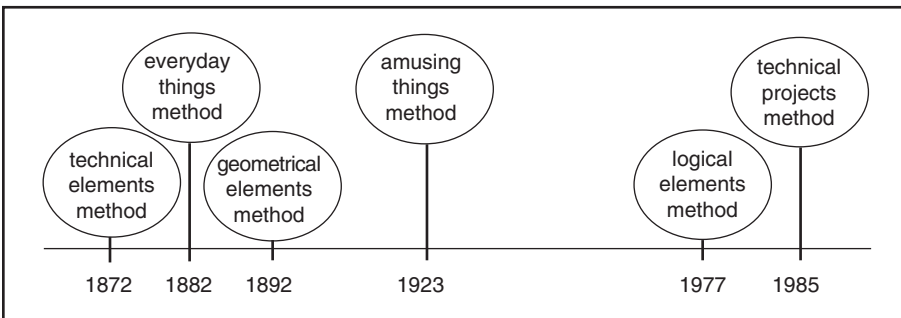 technical
elements
method
everyday
things
method
geometrical
elements
method
amusing
things
method
logical
elements
method
technical
projects
method
1872
1882
1892
1923
1977
1985